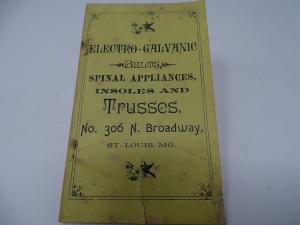 ELECTRO-GALVANIC
BELTS,
SPINAL APPLIANCES,
INSOLES AND
TRUSSES.
No. 306 N. Broadway.
ST. LOUIS, MO.